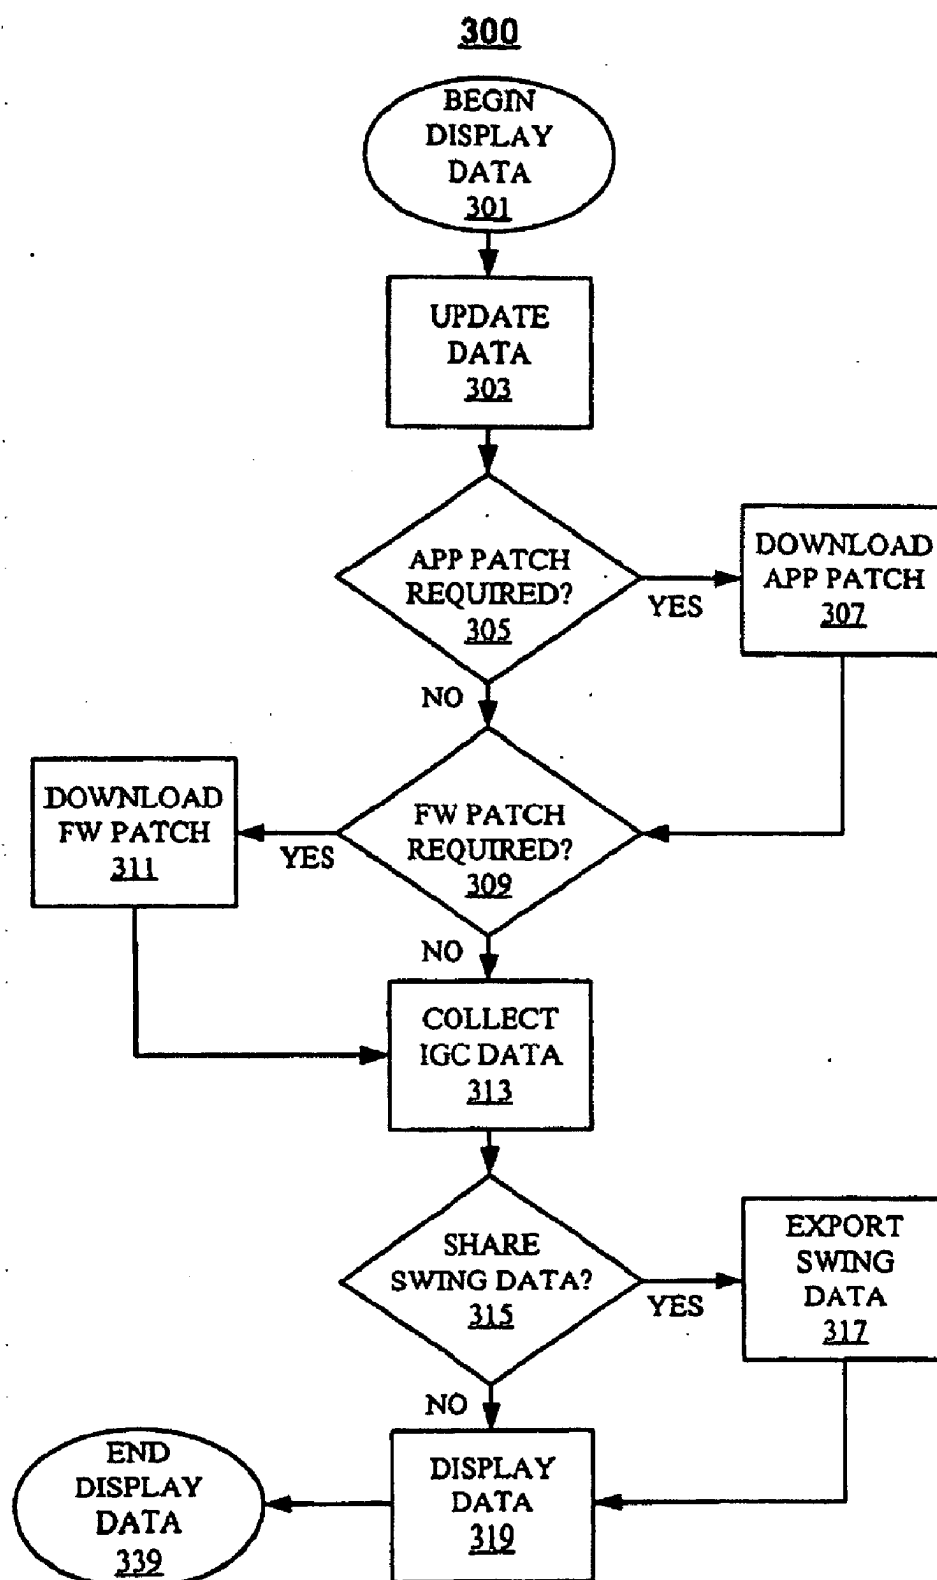 300
BEGIN
DISPLAY
DATA
301
UPDATE
DATA
303
APP PATCH
REQUIRED?
305
YES
DOWNLOAD
APP PATCH
307
NO
DOWNLOAD
FW PATCH
311
YES
FW PATCH
REQUIRED?
309
NO
COLLECT
IGC DATA
313
SHARE
SWING DATA?
315
YES
EXPORT
SWING
DATA
317
NO
END
DISPLAY
DATA
339
DISPLAY
DATA
319